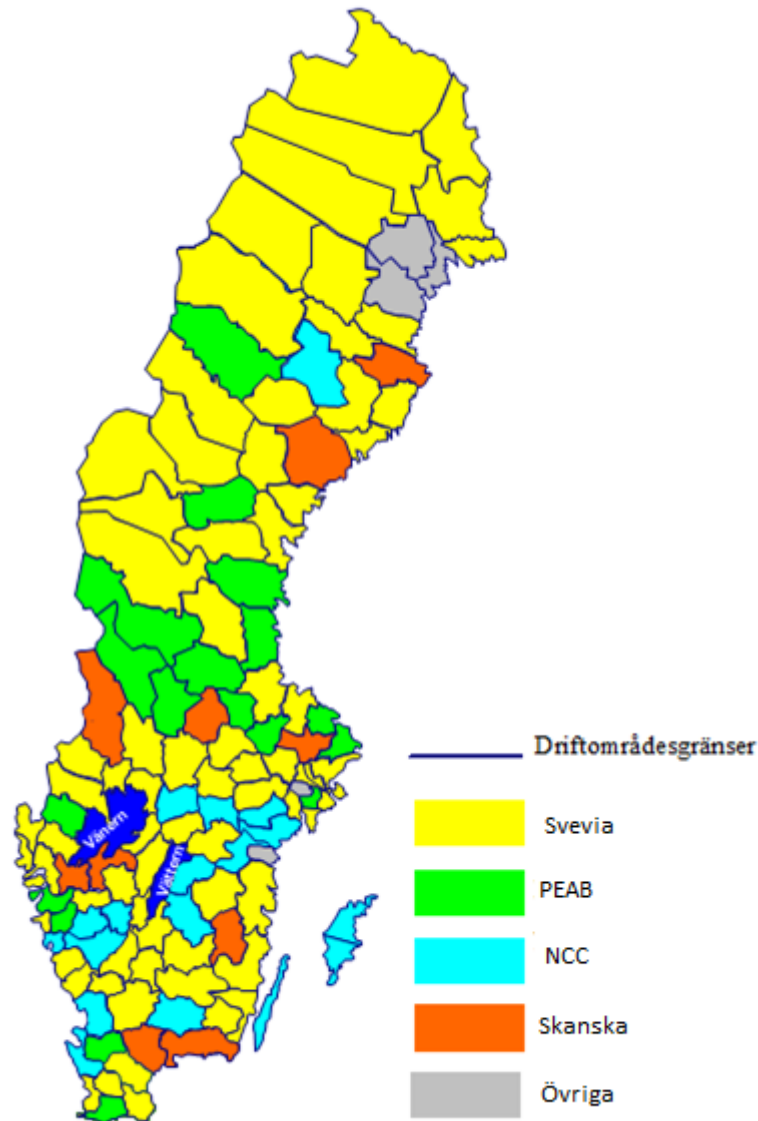 Driftområdesgränser
Svevia
PEAB
NCC
Skanska
Övriga
Vänern
Vättern